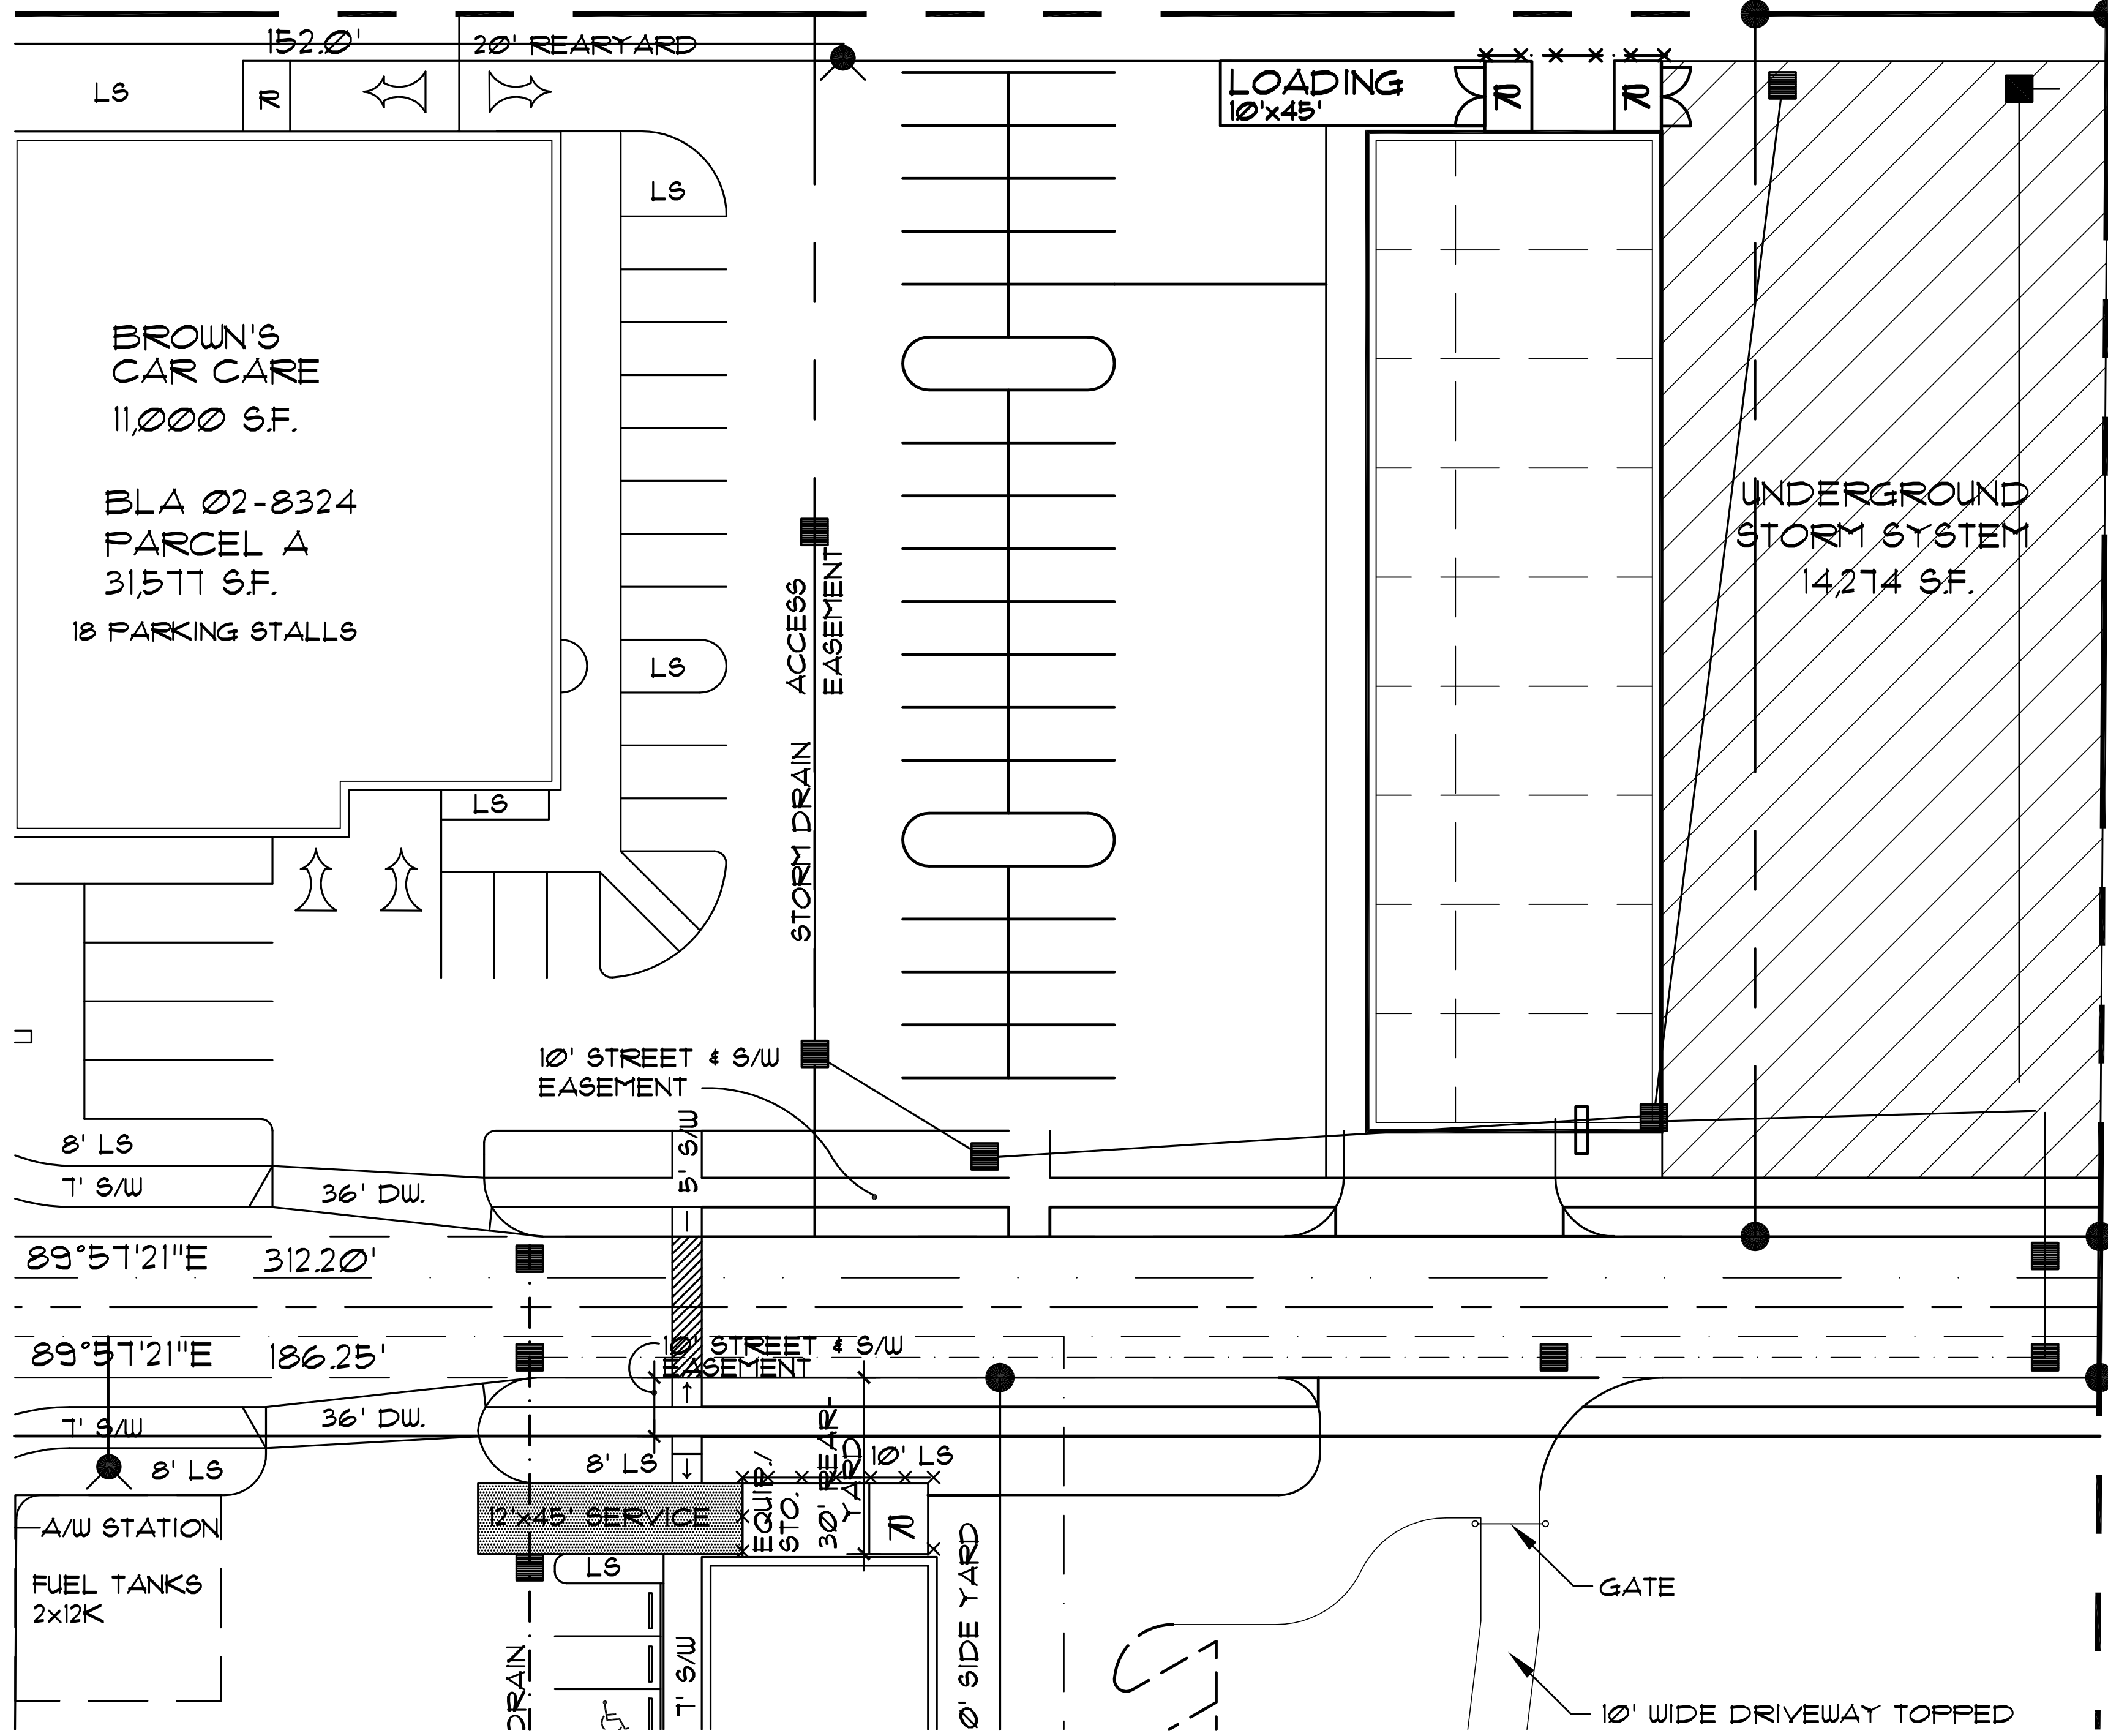 152.0'
20' REARYARD
LS
R
LOADING
10'x45'
R
R
LS
BROWN'S
CAR CARE
11,000 S.F.
BLA 02-8324
PARCEL A
31,577 S.F.
18 PARKING STALLS
LS
LS
ACCESS
EASEMENT
STORM DRAIN
UNDERGROUND
STORM SYSTEM
14,274 S.F.
10' STREET & S/W
EASEMENT
5' S/W
8' LS
7' S/W
36' DW.
89°57'21"E
312.20'
89°57'21"E
186.25'
10' STREET & S/W
EASEMENT
7' S/W
36' DW.
8' LS
8' LS
10' LS
12'x45' SERVICE
EQUIP./
STO.
30' REAR-
YARD
R
A/W STATION
FUEL TANKS
2x12K
LS
DRAIN
7' S/W
0' SIDE YARD
GATE
10' WIDE DRIVEWAY TOPPED